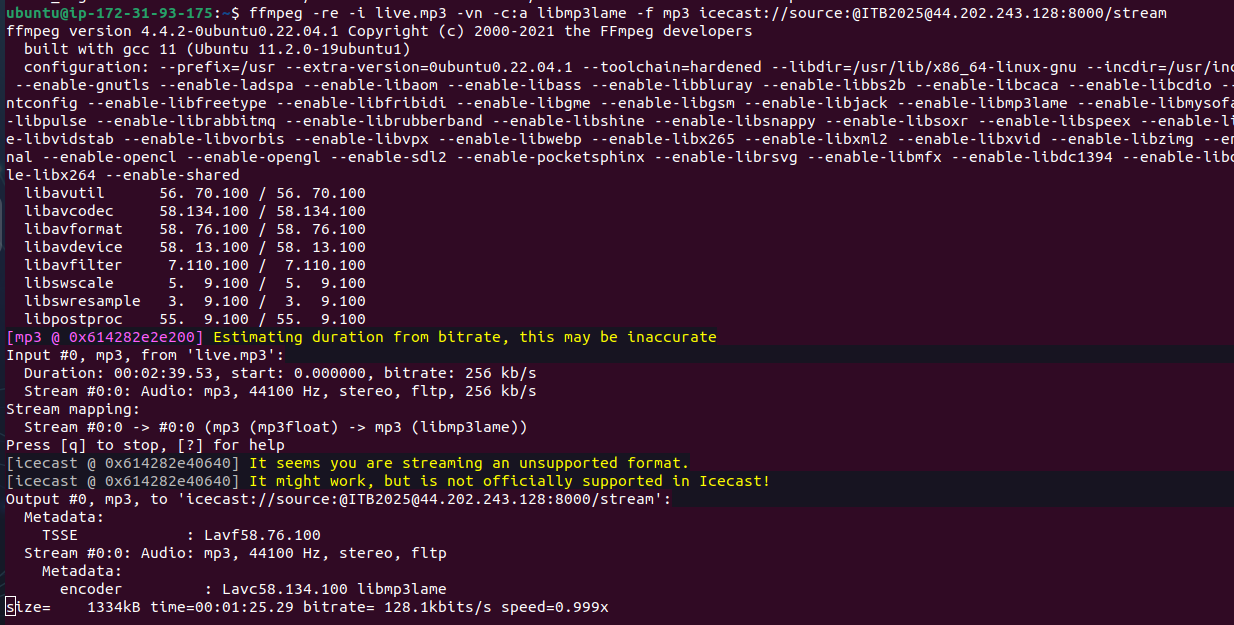 ubuntu@ip-172-31-93-175:~$ ffmpeg -re -i live.mp3 -vn -c:a libmp3lame -f mp3 icecast://source:@ITB2025@44.202.243.128:8000/stream
ffmpeg version 4.4.2-0ubuntu0.22.04.1 Copyright (c) 2000-2021 the FFmpeg developers
built with gcc 11 (Ubuntu 11.2.0-19ubuntu1)
configuration: --prefix=/usr --extra-version=0ubuntu0.22.04.1 --toolchain=hardened --libdir=/usr/lib/x86_64-linux-gnu --incdir=/usr/inc
--enable-gnutls --enable-ladspa --enable-libaom --enable-libass --enable-libbluray --enable-libbs2b --enable-libcaca --enable-libcdio --
ntconfig --enable-libfreetype --enable-libfribidi --enable-libgme --enable-libgsm --enable-libjack --enable-libmp3lame --enable-libmysofa
-libpulse --enable-librabbitmq --enable-librubberband --enable-libshine --enable-libsnappy --enable-libsoxr --enable-libspeex --enable-li
e-libvidstab --enable-libvorbis --enable-libvpx --enable-libwebp --enable-libx265 --enable-libxml2 --enable-libxvid --enable-libzimg --en
nal --enable-opencl --enable-opengl --enable-sdl2 --enable-pocketsphinx --enable-librsvg --enable-libmfx --enable-libdc1394 --enable-libd
le-libx264 --enable-shared
libavutil 56. 70.100 / 56. 70.100
libavcodec 58.134.100 / 58.134.100
libavformat 58. 76.100 / 58. 76.100
libavdevice 58. 13.100 / 58. 13.100
libavfilter 7.110.100 / 7.110.100
libswscale 5. 9.100 / 5. 9.100
libswresample 3. 9.100 / 3. 9.100
libpostproc 55. 9.100 / 55. 9.100
[mp3 @ 0x614282e2e200] Estimating duration from bitrate, this may be inaccurate
Input #0, mp3, from 'live.mp3':
Duration: 00:02:39.53, start: 0.000000, bitrate: 256 kb/s
Stream #0:0: Audio: mp3, 44100 Hz, stereo, fltp, 256 kb/s
Stream mapping:
Stream #0:0 -> #0:0 (mp3 (mp3float) -> mp3 (libmp3lame))
Press [q] to stop, [?] for help
[icecast @ 0x614282e40640] It seems you are streaming an unsupported format.
[icecast @ 0x614282e40640] It might work, but is not officially supported in Icecast!
Output #0, mp3, to 'icecast://source:@ITB2025@44.202.243.128:8000/stream':
Metadata:
TSSE : Lavf58.76.100
Stream #0:0: Audio: mp3, 44100 Hz, stereo, fltp
Metadata:
encoder : Lavc58.134.100 libmp3lame
size= 1334kB time=00:01:25.29 bitrate= 128.1kbits/s speed=0.999x